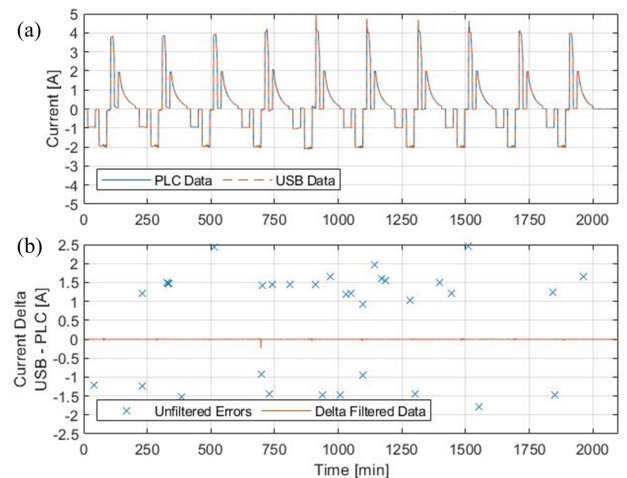 (a)
5
4
3
2
1
0
-1
-2
-3
-4
-5
Current [A]
PLC Data
USB Data
0 250 500 750 1000 1250 1500 1750 2000
(b)
2.5
2
1.5
1
0.5
0
-0.5
-1
-1.5
-2
-2.5
Current Delta
USB - PLC [A]
Unfiltered Errors
Delta Filtered Data
0 250 500 750 1000 1250 1500 1750 2000
Time [min]